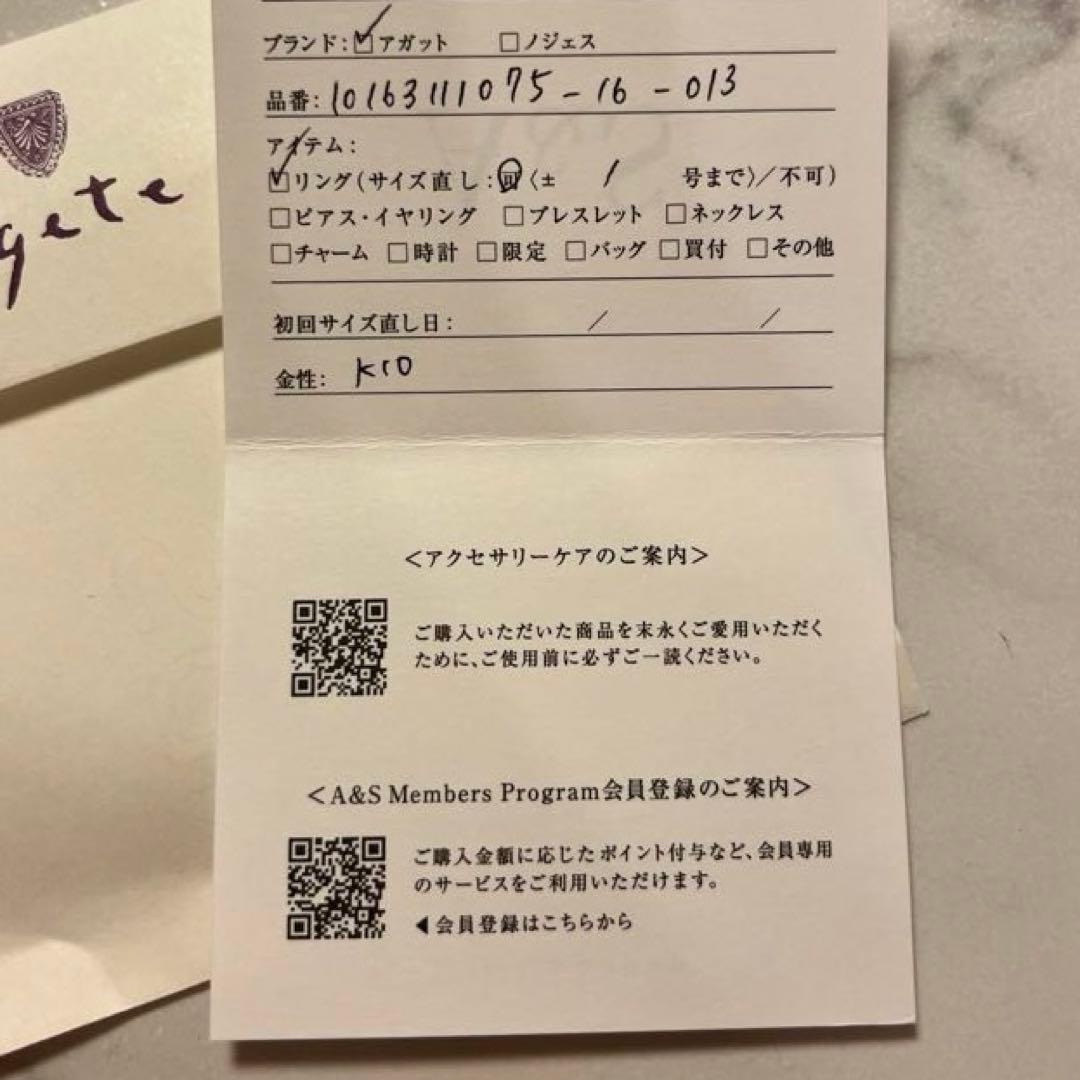 gete
ブランド: アガット ノジェス
品番: 10163111075-16-013
アイテム:
リング(サイズ直し:可〈± 1 号まで〉/不可)
ピアス・イヤリング ブレスレット ネックレス
チャーム 時計 限定 バッグ 買付 その他
初回サイズ直し日: / /
金性: K10
<アクセサリーケアのご案内>
ご購入いただいた商品を末永くご愛用いただく
ために、ご使用前に必ずご一読ください。
<A&S Members Program会員登録のご案内>
ご購入金額に応じたポイント付与など、会員専用
のサービスをご利用いただけます。
◀会員登録はこちらから